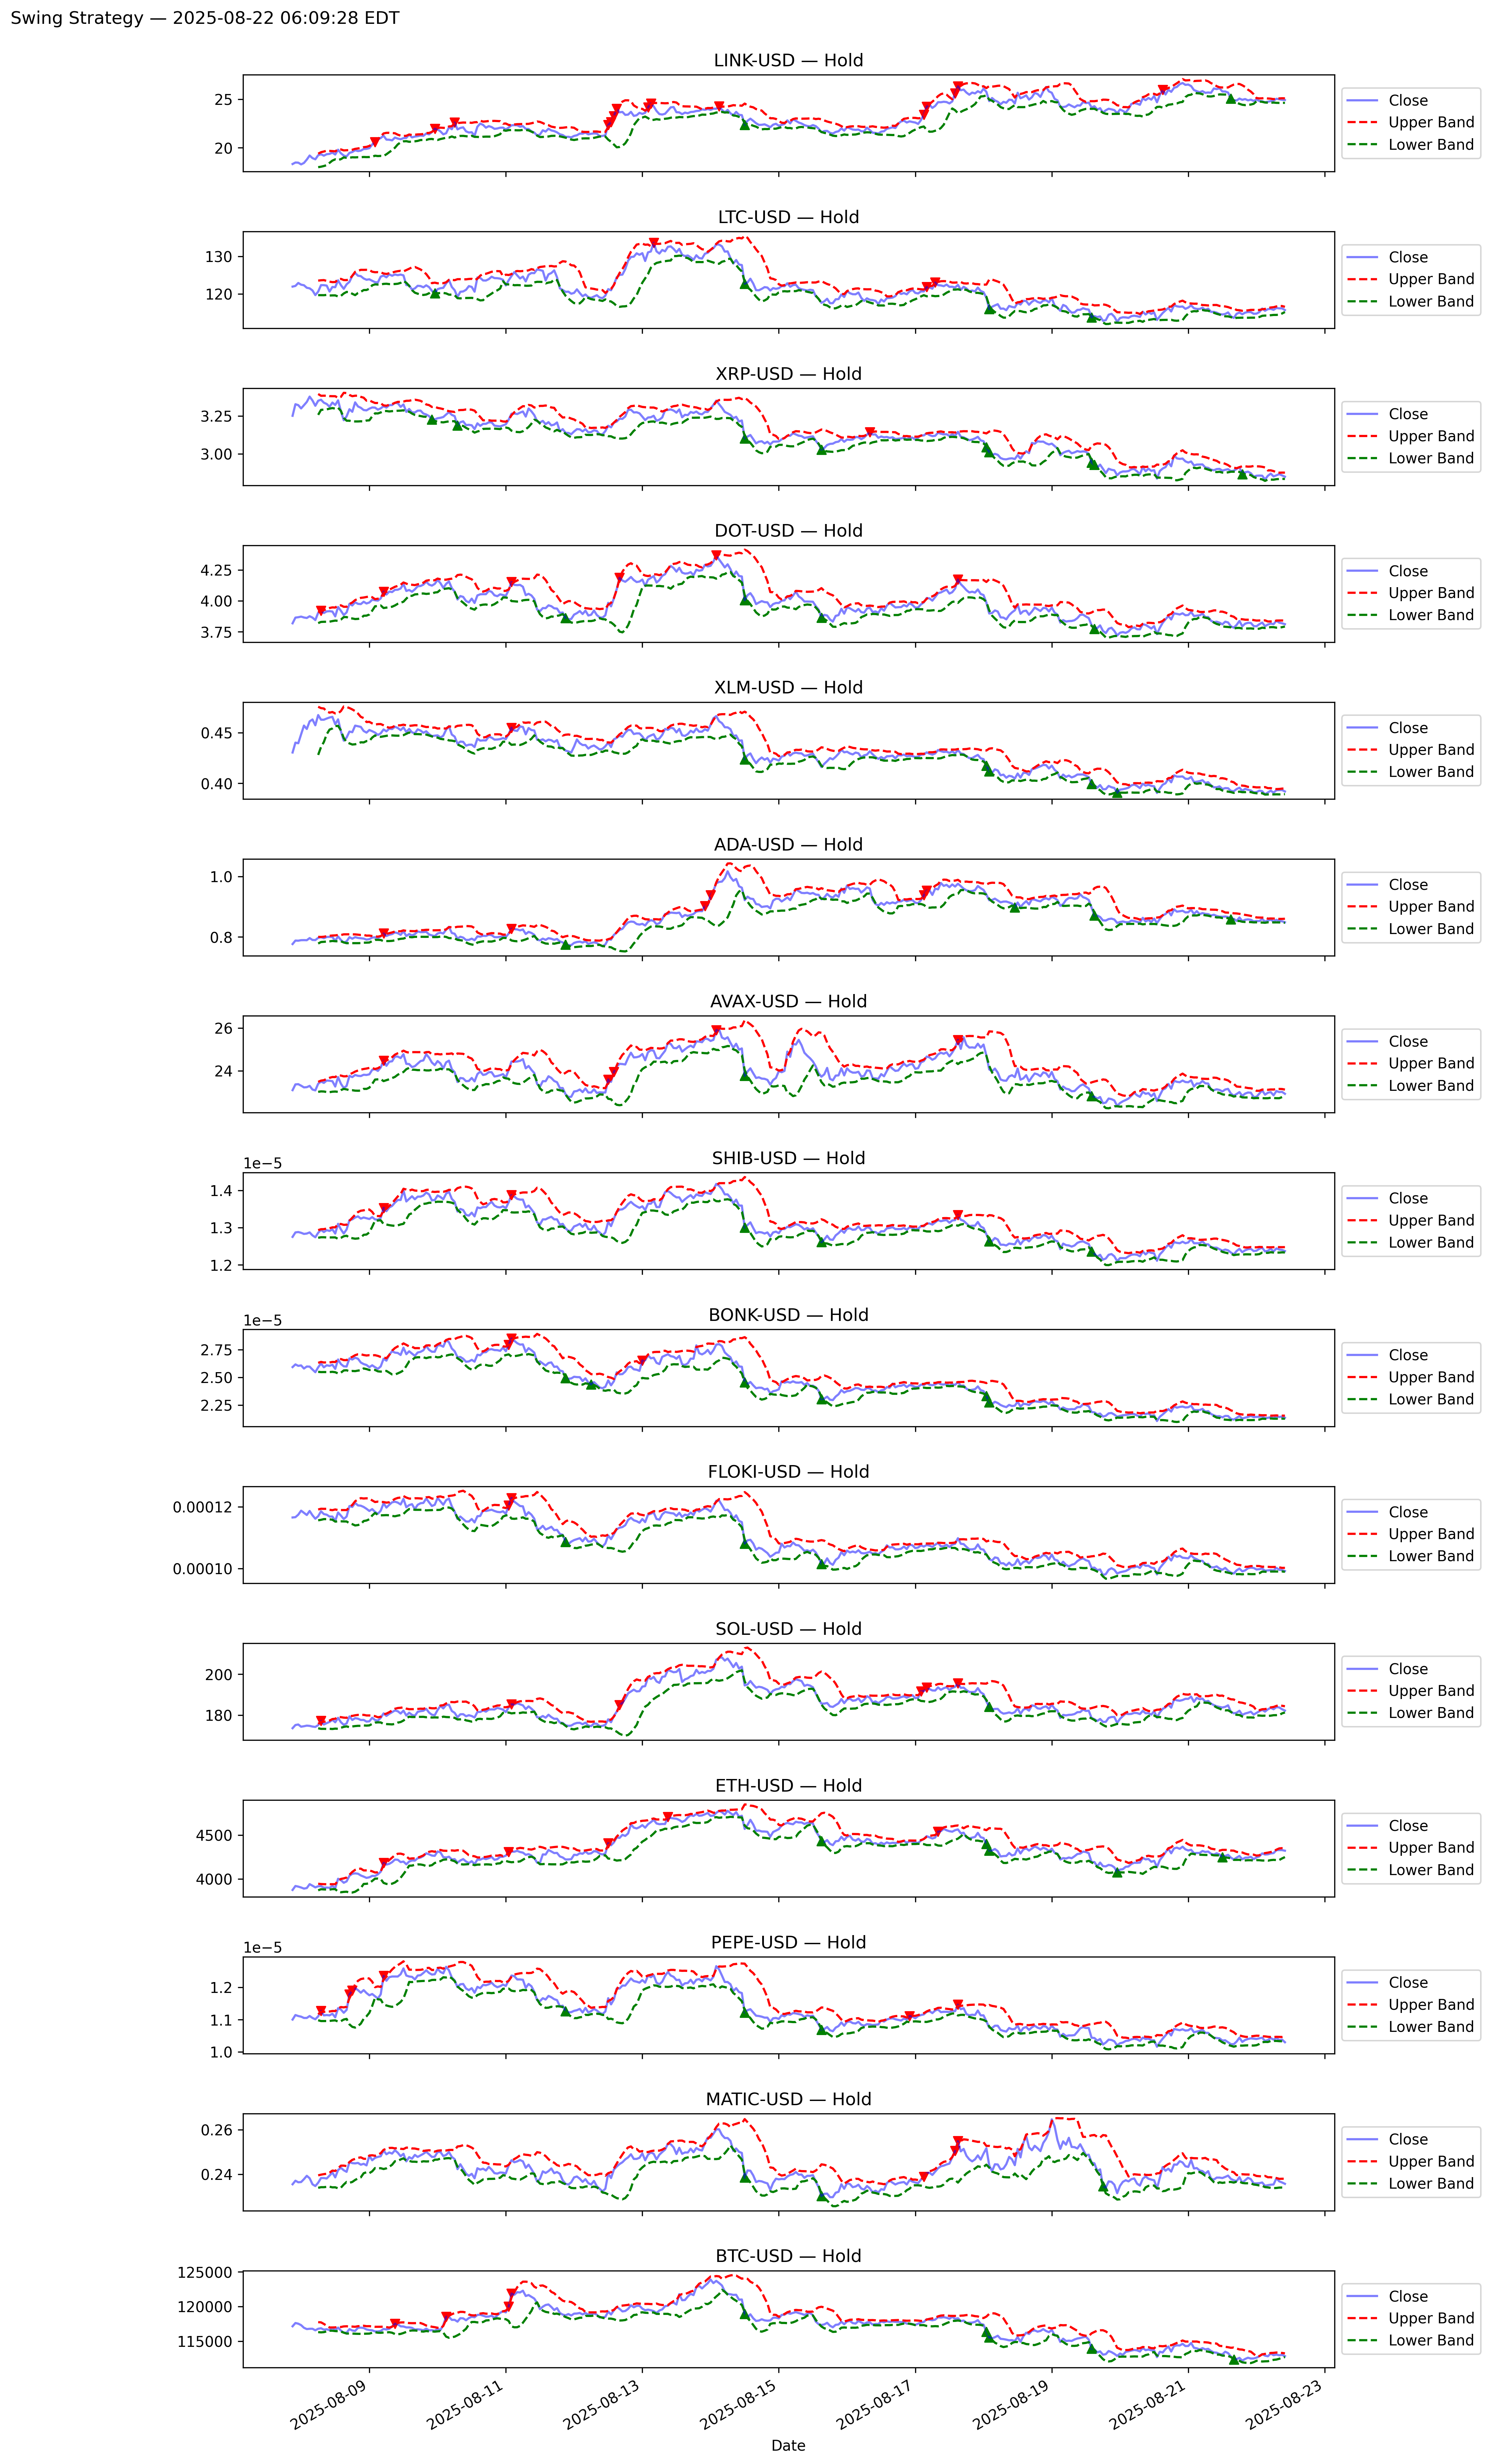 Swing Strategy — 2025-08-22 06:09:28 EDT
LINK-USD — Hold
25
20
Close
Upper Band
Lower Band
LTC-USD — Hold
130
120
Close
Upper Band
Lower Band
XRP-USD — Hold
3.25
3.00
Close
Upper Band
Lower Band
DOT-USD — Hold
4.25
4.00
3.75
Close
Upper Band
Lower Band
XLM-USD — Hold
0.45
0.40
Close
Upper Band
Lower Band
ADA-USD — Hold
1.0
0.8
Close
Upper Band
Lower Band
AVAX-USD — Hold
26
24
Close
Upper Band
Lower Band
SHIB-USD — Hold
1e−5
1.4
1.3
1.2
Close
Upper Band
Lower Band
BONK-USD — Hold
1e−5
2.75
2.50
2.25
Close
Upper Band
Lower Band
FLOKI-USD — Hold
0.00012
0.00010
Close
Upper Band
Lower Band
SOL-USD — Hold
200
180
Close
Upper Band
Lower Band
ETH-USD — Hold
4500
4000
Close
Upper Band
Lower Band
PEPE-USD — Hold
1e−5
1.2
1.1
1.0
Close
Upper Band
Lower Band
MATIC-USD — Hold
0.26
0.24
Close
Upper Band
Lower Band
BTC-USD — Hold
125000
120000
115000
Close
Upper Band
Lower Band
2025-08-09
2025-08-11
2025-08-13
2025-08-15
2025-08-17
2025-08-19
2025-08-21
2025-08-23
Date